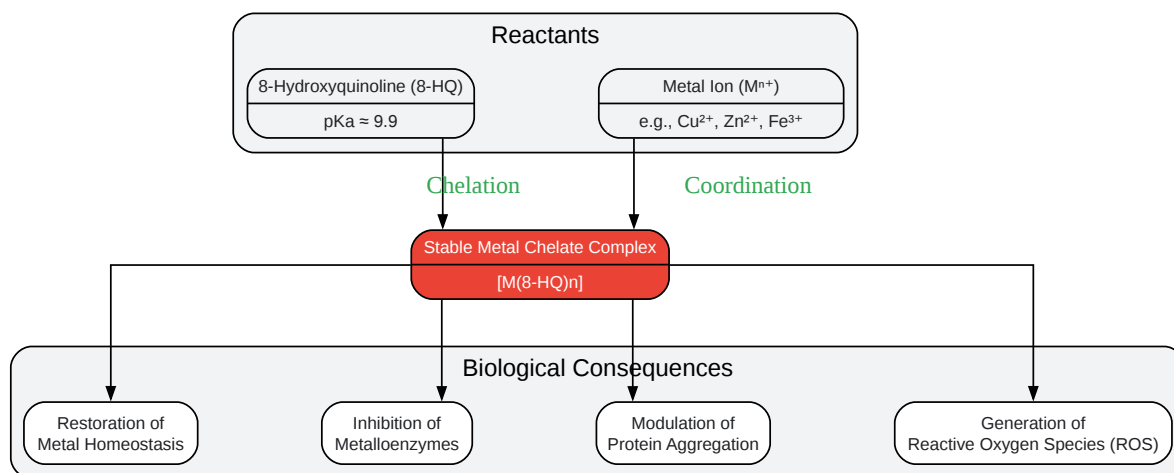 Reactants
8-Hydroxyquinoline (8-HQ)
pKa ≈ 9.9
Metal Ion (Mⁿ⁺)
e.g., Cu²⁺, Zn²⁺, Fe³⁺
Chelation
Coordination
Stable Metal Chelate Complex
[M(8-HQ)n]
Biological Consequences
Restoration of
Metal Homeostasis
Inhibition of
Metalloenzymes
Modulation of
Protein Aggregation
Generation of
Reactive Oxygen Species (ROS)